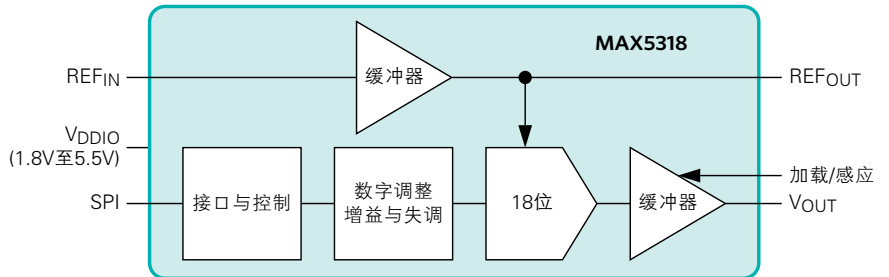 MAX5318
REFIN
缓冲器
REFOUT
VDDIO
(1.8V至5.5V)
SPI
接口与控制
数字调整
增益与失调
18位
缓冲器
加载/感应
VOUT